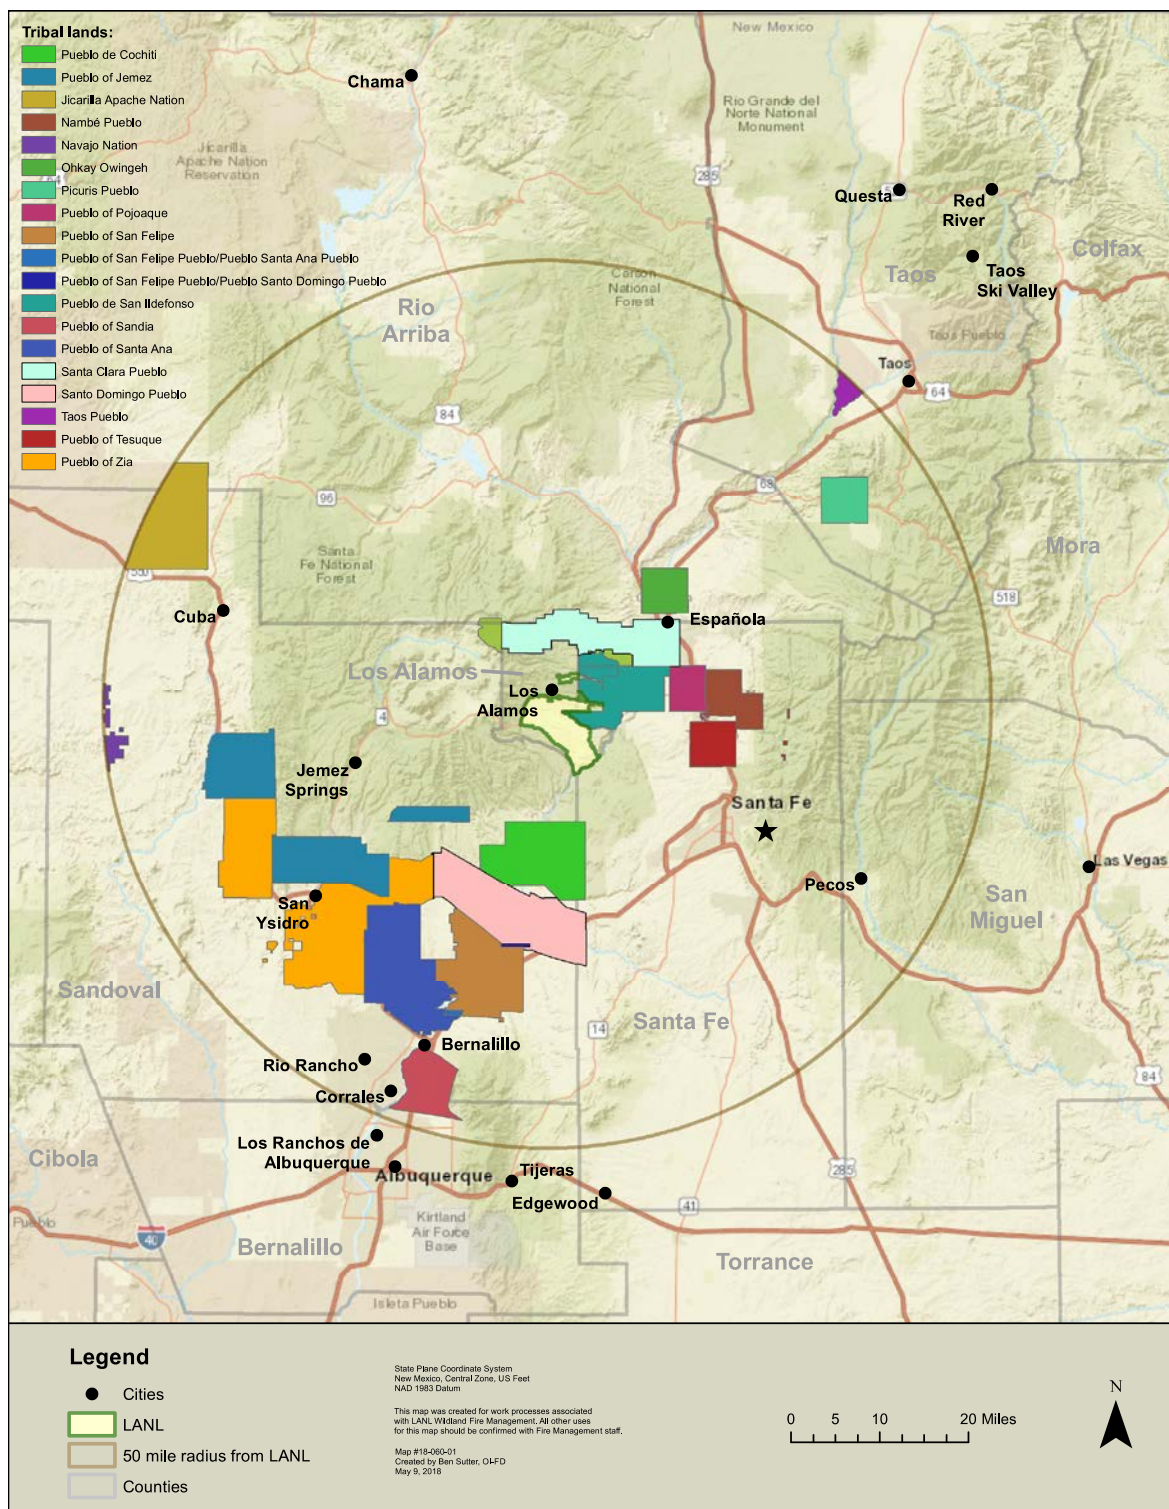 Tribal lands:
Pueblo de Cochiti
Pueblo of Jemez
Jicarilla Apache Nation
Nambé Pueblo
Navajo Nation
Ohkay Owingeh
Picuris Pueblo
Pueblo of Pojoaque
Pueblo of San Felipe
Pueblo of San Felipe Pueblo/Pueblo Santa Ana Pueblo
Pueblo of San Felipe Pueblo/Pueblo Santo Domingo Pueblo
Pueblo de San Ildefonso
Pueblo of Sandia
Pueblo of Santa Ana
Santa Clara Pueblo
Santo Domingo Pueblo
Taos Pueblo
Pueblo of Tesuque
Pueblo of Zia
New Mexico
Chama
Rio Grande del
Norte National
Monument
Jicarilla
Apache Nation
Reservation
64
285
Questa
Red
River
Colfax
Taos
Taos
Ski Valley
Carson
National
Forest
Rio
Arriba
Taos Pueblo
Taos
64
84
68
96
Santa
Fe National
Forest
Mora
550
518
Cuba
Española
Los Alamos
Los
Alamos
4
Jemez
Springs
Santa Fe
Las Vegas
Pecos
San
Ysidro
San
Miguel
Sandoval
Santa Fe
14
Bernalillo
Rio Rancho
84
Corrales
Los Ranchos de
Albuquerque
Cibola
Albuquerque
Tijeras
285
Edgewood
41
Pueblo
Kirtland
Air Force
Base
40
Bernalillo
Torrance
Isleta Pueblo
Legend
Cities
LANL
50 mile radius from LANL
Counties
State Plane Coordinate System
New Mexico, Central Zone, US Feet
NAD 1983 Datum
This map was created for work processes associated
with LANL Wildland Fire Management. All other uses
for this map should be confirmed with Fire Management staff.
Map #18-060-01
Created by Ben Sutter, OI-FD
May 9, 2018
0 5 10 20 Miles
N